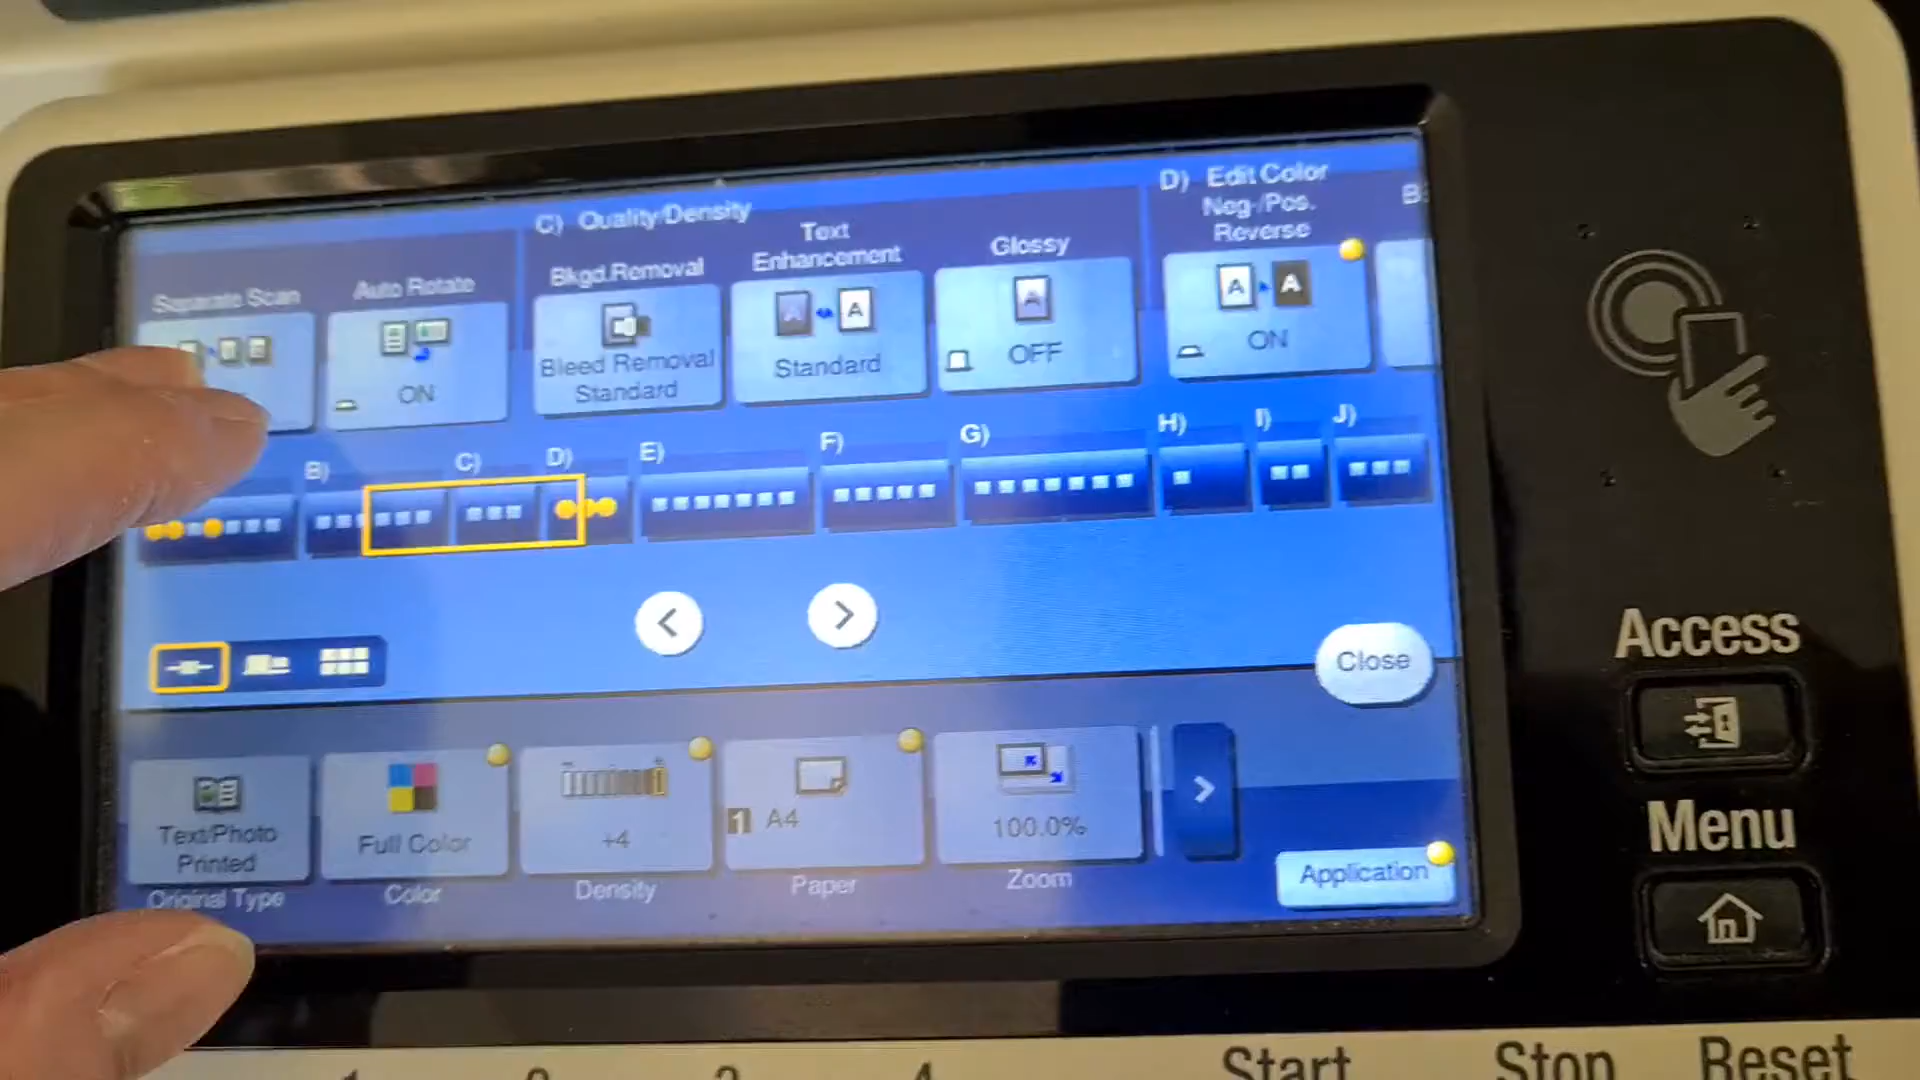 C) Quality/Density
D) Edit Color
Separate Scan
Auto Rotate
Bkgd.Removal
Text
Enhancement
Glossy
Neg-/Pos.
Reverse
ON
Bleed Removal
Standard
Standard
OFF
ON
B) C) D) E) F) G) H) I) J)
Close
Text/Photo
Printed
Full Color
+4
1 A4
100.0%
Original Type
Color
Density
Paper
Zoom
Application
Access
Menu
Start
Stop
Reset